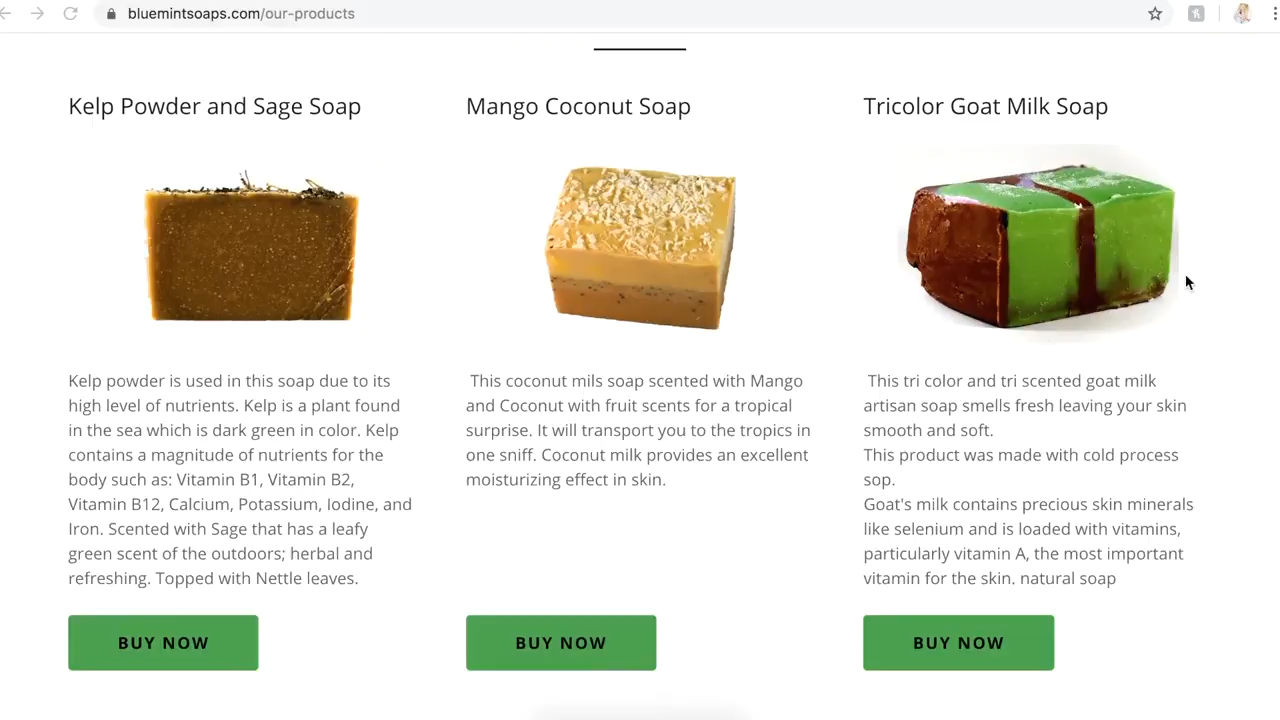 bluemintsoaps.com/our-products
Kelp Powder and Sage Soap
Kelp powder is used in this soap due to its
high level of nutrients. Kelp is a plant found
in the sea which is dark green in color. Kelp
contains a magnitude of nutrients for the
body such as: Vitamin B1, Vitamin B2,
Vitamin B12, Calcium, Potassium, Iodine, and
Iron. Scented with Sage that has a leafy
green scent of the outdoors; herbal and
refreshing. Topped with Nettle leaves.
BUY NOW
Mango Coconut Soap
This coconut mils soap scented with Mango
and Coconut with fruit scents for a tropical
surprise. It will transport you to the tropics in
one sniff. Coconut milk provides an excellent
moisturizing effect in skin.
BUY NOW
Tricolor Goat Milk Soap
This tri color and tri scented goat milk
artisan soap smells fresh leaving your skin
smooth and soft.
This product was made with cold process
sop.
Goat's milk contains precious skin minerals
like selenium and is loaded with vitamins,
particularly vitamin A, the most important
vitamin for the skin. natural soap
BUY NOW